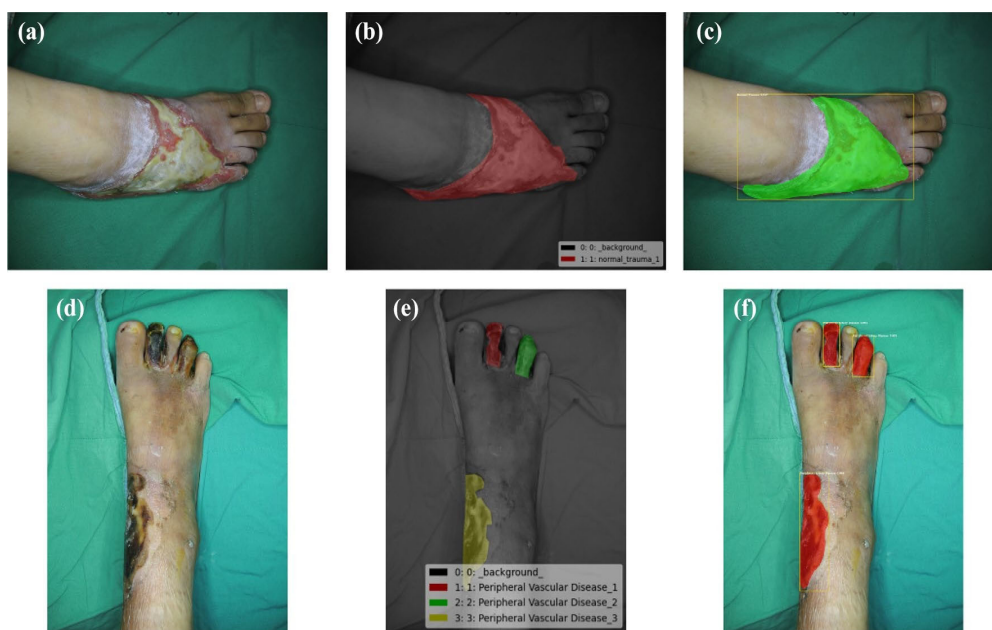 (a)
(b)
(c)
0: 0: _background_
1: 1: normal_trauma_1
(d)
(e)
(f)
0: 0: _background_
1: 1: Peripheral Vascular Disease_1
2: 2: Peripheral Vascular Disease_2
3: 3: Peripheral Vascular Disease_3